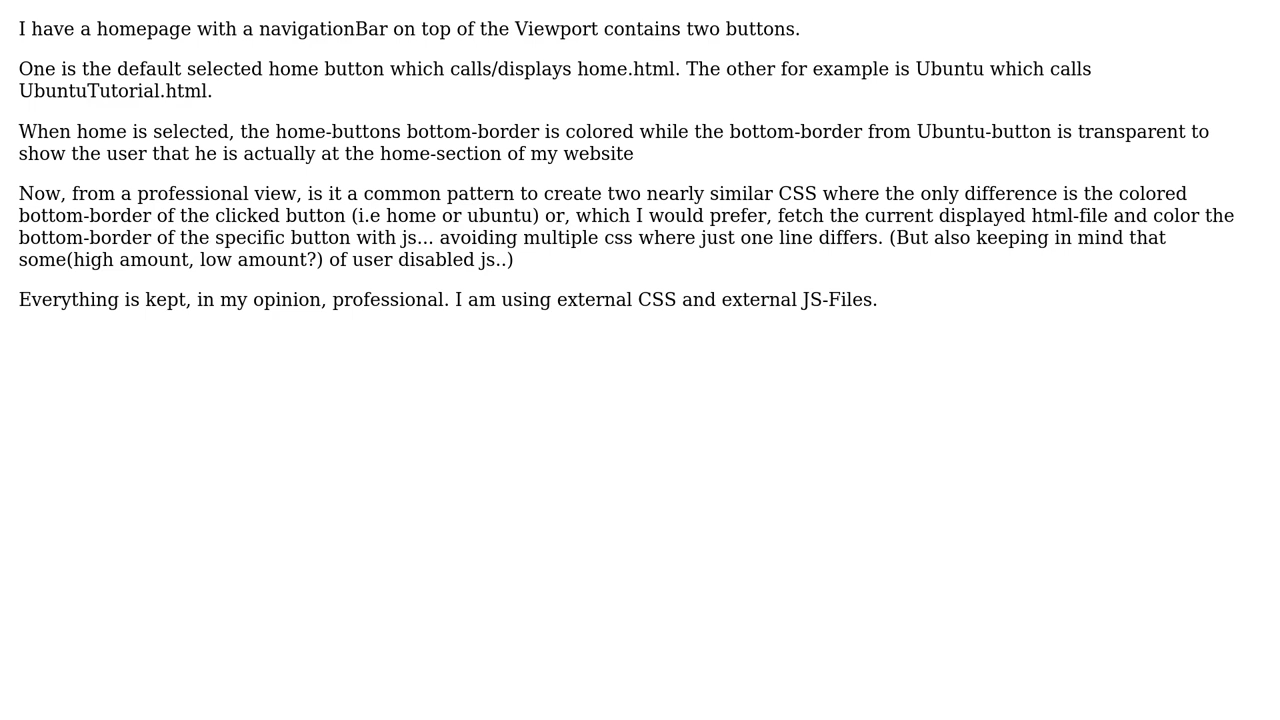 I have a homepage with a navigationBar on top of the Viewport contains two buttons.
One is the default selected home button which calls/displays home.html. The other for example is Ubuntu which calls
UbuntuTutorial.html.
When home is selected, the home-buttons bottom-border is colored while the bottom-border from Ubuntu-button is transparent to
show the user that he is actually at the home-section of my website
Now, from a professional view, is it a common pattern to create two nearly similar CSS where the only difference is the colored
bottom-border of the clicked button (i.e home or ubuntu) or, which I would prefer, fetch the current displayed html-file and color the
bottom-border of the specific button with js... avoiding multiple css where just one line differs. (But also keeping in mind that
some(high amount, low amount?) of user disabled js..)
Everything is kept, in my opinion, professional. I am using external CSS and external JS-Files.